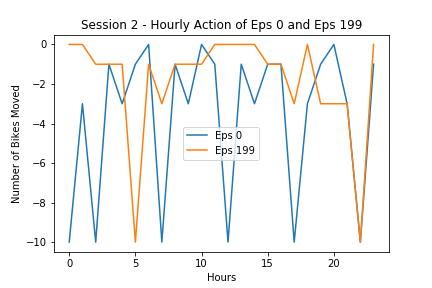 Session 2 - Hourly Action of Eps 0 and Eps 199
0
−2
−4
−6
−8
−10
Number of Bikes Moved
Eps 0
Eps 199
0 5 10 15 20
Hours